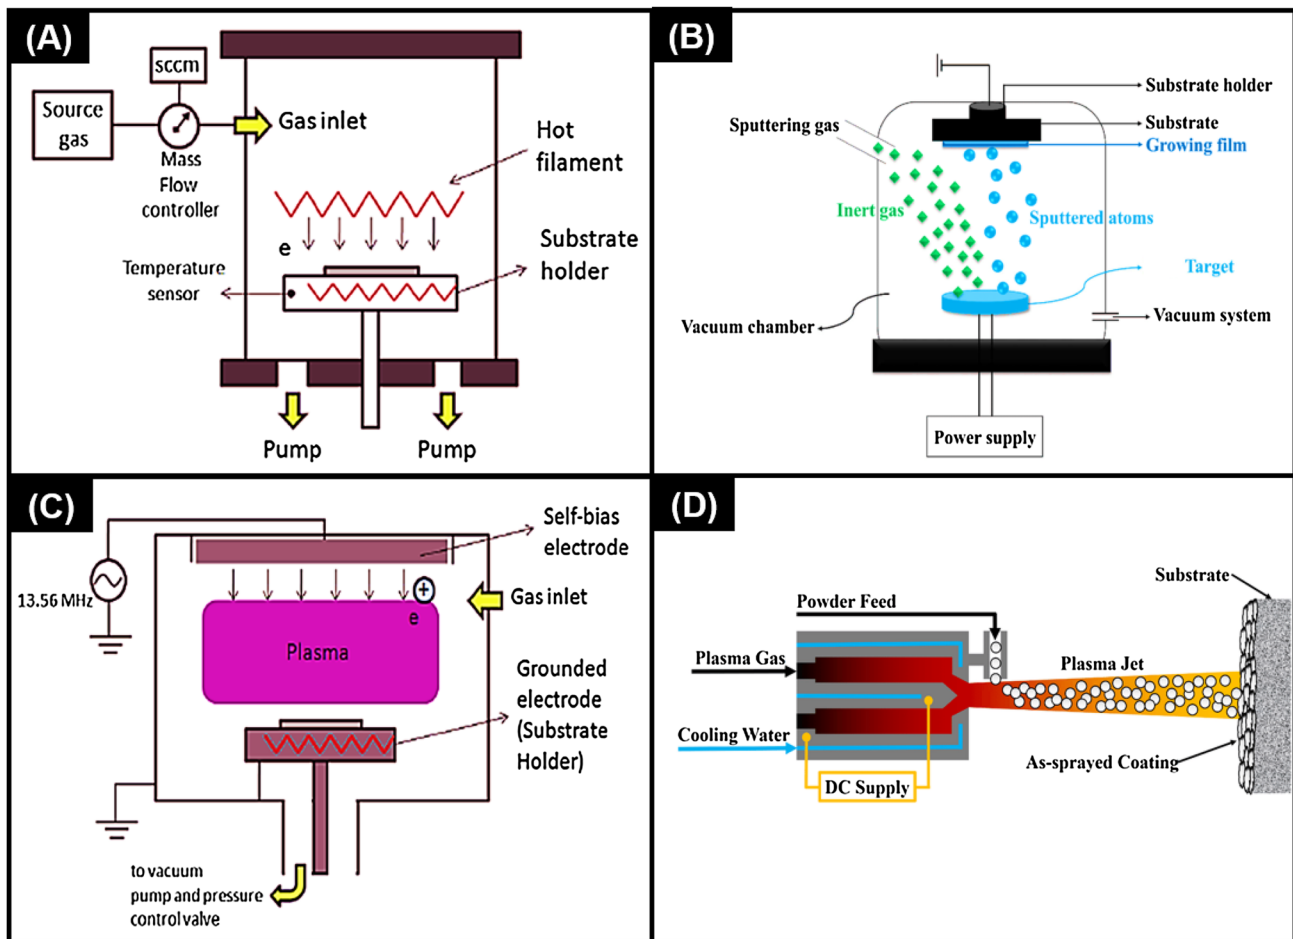 (A)
sccm
Source
gas
Mass
Flow
controller
Gas inlet
Hot
filament
e
Substrate
holder
Temperature
sensor
Pump
Pump
(B)
Substrate holder
Sputtering gas
Substrate
Growing film
Inert gas
Sputtered atoms
Target
Vacuum chamber
Vacuum system
Power supply
(C)
Self-bias
electrode
13.56 MHz
+
Gas inlet
e
Plasma
Grounded
electrode
(Substrate
Holder)
to vacuum
pump and pressure
control valve
(D)
Substrate
Powder Feed
Plasma Gas
Plasma Jet
Cooling Water
As-sprayed Coating
DC Supply